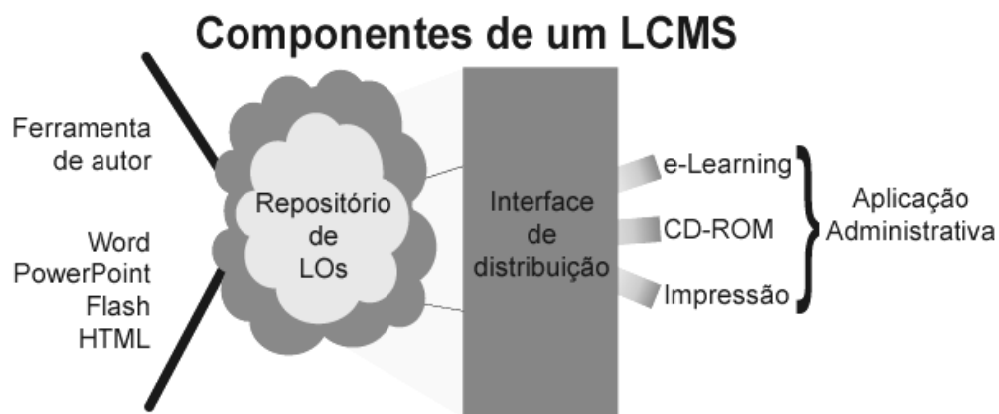 Componentes de um LCMS
Ferramenta
de autor
Word
PowerPoint
Flash
HTML
Repositório
de
LOs
Interface
de
distribuição
e-Learning
CD-ROM
Impressão
Aplicação
Administrativa